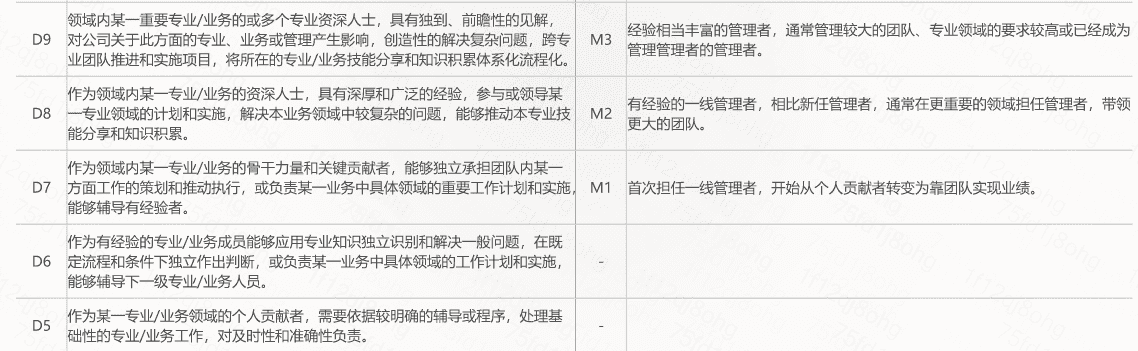 D9
领域内某一重要专业/业务的或多个专业资深人士，具有独到、前瞻性的见解，
对公司关于此方面的专业、业务或管理产生影响，创造性的解决复杂问题，跨专
业团队推进和实施项目，将所在的专业/业务技能分享和知识积累体系化流程化。
M3
经验相当丰富的管理者，通常管理较大的团队、专业领域的要求较高或已经成为
管理管理者的管理者。
D8
作为领域内某一专业/业务的资深人士，具有深厚和广泛的经验，参与或领导某
一专业领域的计划和实施，解决本业务领域中较复杂的问题，能够推动本专业技
能分享和知识积累。
M2
有经验的一线管理者，相比新任管理者，通常在更重要的领域担任管理者，带领
更大的团队。
D7
作为领域内某一专业/业务的骨干力量和关键贡献者，能够独立承担团队内某一
方面工作的策划和推动执行，或负责某一业务中具体领域的重要工作计划和实施，
能够辅导有经验者。
M1
首次担任一线管理者，开始从个人贡献者转变为靠团队实现业绩。
D6
作为有经验的专业/业务成员能够应用专业知识独立识别和解决一般问题，在既
定流程和条件下独立作出判断，或负责某一业务中具体领域的工作计划和实施，
能够辅导下一级专业/业务人员。
-
D5
作为某一专业/业务领域的个人贡献者，需要依据较明确的辅导或程序，处理基
础性的专业/业务工作，对及时性和准确性负责。
-